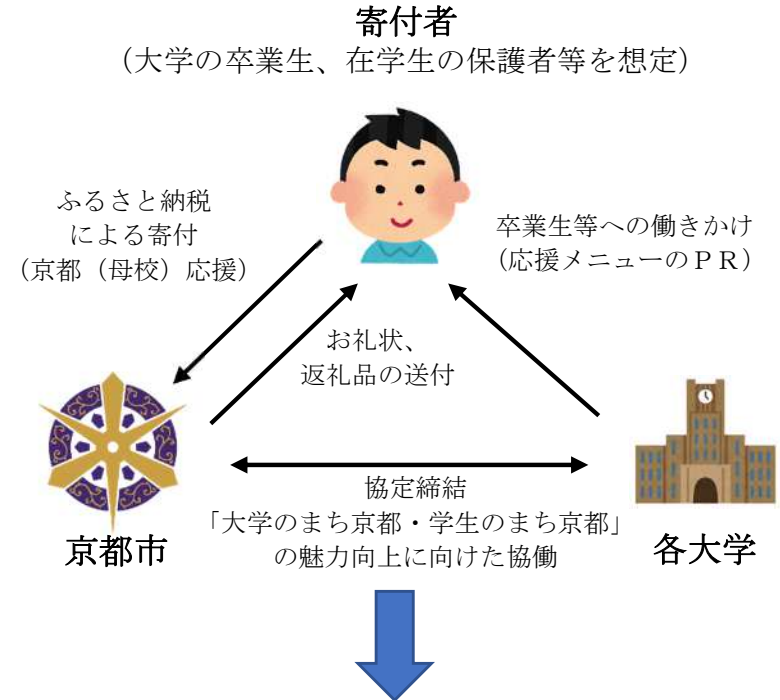 寄付者
（大学の卒業生、在学生の保護者等を想定）
ふるさと納税
による寄付
（京都（母校）応援）
卒業生等への働きかけ
（応援メニューのＰＲ）
お礼状、
返礼品の送付
協定締結
「大学のまち京都・学生のまち京都」
の魅力向上に向けた協働
京都市
各大学